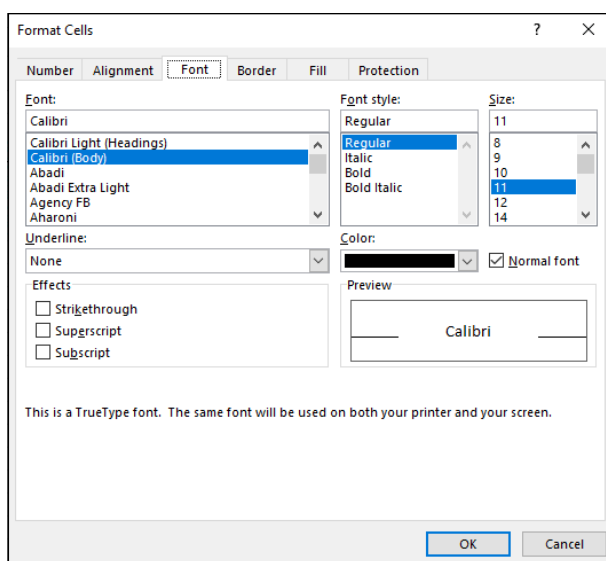 Format Cells ?
Number Alignment Font Border Fill Protection
Font: Font style: Size:
Calibri Regular 11
Calibri Light (Headings) Regular 8
Calibri (Body) Italic 9
Abadi Bold 10
Abadi Extra Light Bold Italic 11
Agency FB 12
Aharoni 14
Underline: Color:
None Normal font
Effects Preview
Strikethrough
Superscript Calibri
Subscript
This is a TrueType font. The same font will be used on both your printer and your screen.
OK Cancel